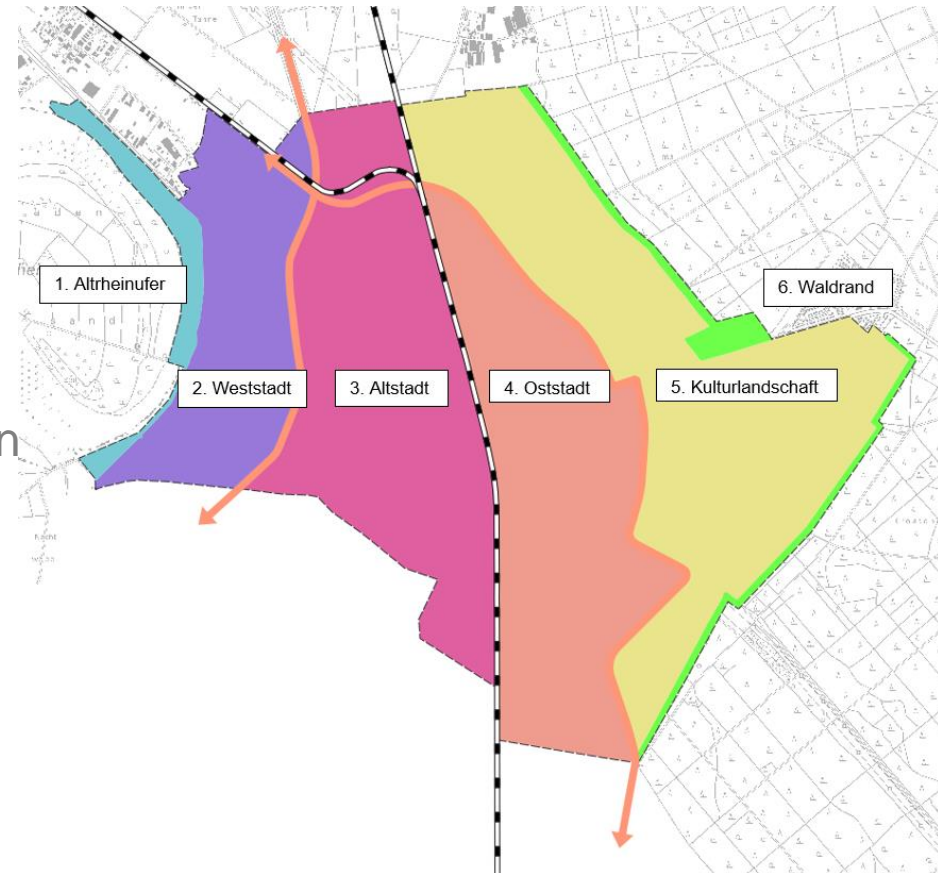 1. Altrheinufer
6. Waldrand
2. Weststadt
3. Altstadt
4. Oststadt
5. Kulturlandschaft
n